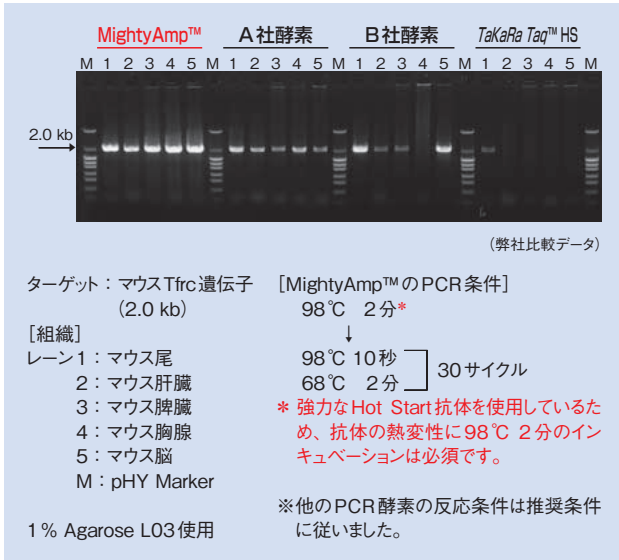 MightyAmp™ A社酵素 B社酵素 TaKaRa Taq™ HS
M 1 2 3 4 5 M 1 2 3 4 5 M 1 2 3 4 5 M 1 2 3 4 5 M
2.0 kb
(弊社比較データ)
ターゲット:マウスTfrc遺伝子
(2.0 kb)
[組織]
レーン1:マウス尾
2:マウス肝臓
3:マウス脾臓
4:マウス胸腺
5:マウス脳
M:pHY Marker
1% Agarose L03使用
[MightyAmp™のPCR条件]
98℃ 2分*
↓
98℃ 10秒
68℃ 2分
30サイクル
* 強力なHot Start抗体を使用しているた
め、抗体の熱変性に98℃ 2分のイン
キュベーションは必須です。
※他のPCR酵素の反応条件は推奨条件
に従いました。